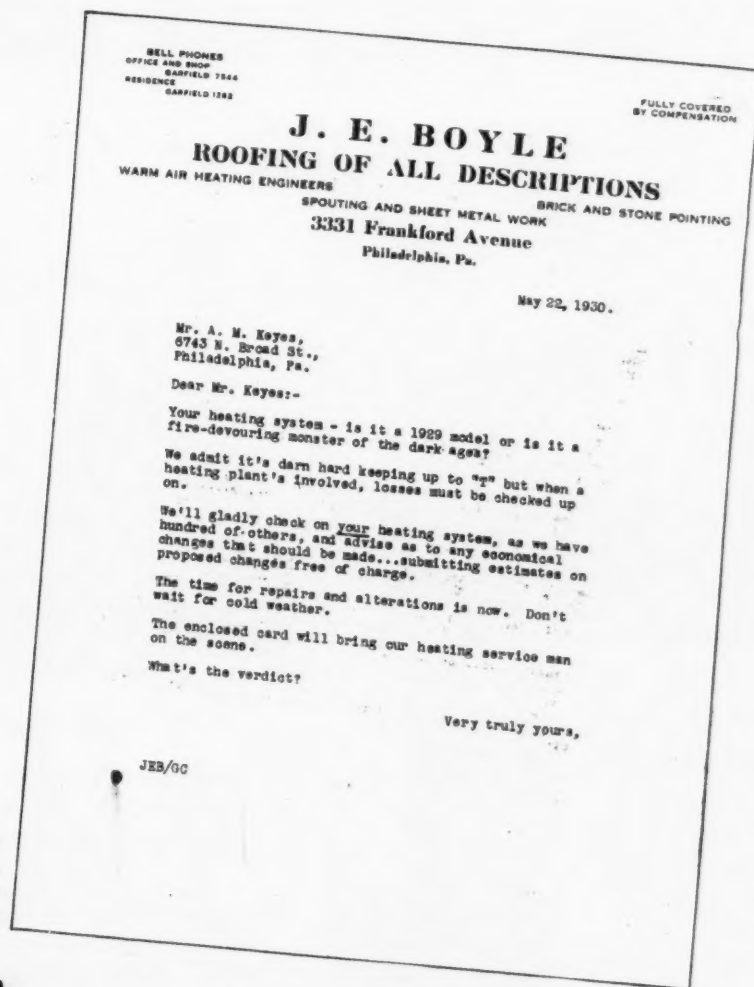 BELL PHONES
OFFICE AND SHOP
GARFIELD 7544
RESIDENCE
GARFIELD 1263
FULLY COVERED
BY COMPENSATION
J. E. BOYLE
ROOFING OF ALL DESCRIPTIONS
WARM AIR HEATING ENGINEERS
BRICK AND STONE POINTING
SPOUTING AND SHEET METAL WORK
3331 Frankford Avenue
Philadelphia, Pa.
May 22, 1930.
Mr. A. M. Keyes,
6743 N. Broad St.,
Philadelphia, Pa.
Dear Mr. Keyes:-
Your heating system - is it a 1929 model or is it a
fire-devouring monster of the dark ages?
We admit it's darn hard keeping up to "T" but when a
heating plant's involved, losses must be checked up
on.
We'll gladly check on your heating system, as we have
hundred of others, and advise as to any economical
changes that should be made...submitting estimates on
proposed changes free of charge.
The time for repairs and alterations is now. Don't
wait for cold weather.
The enclosed card will bring our heating service man
on the scene.
What's the verdict?
Very truly yours,
JEB/GC